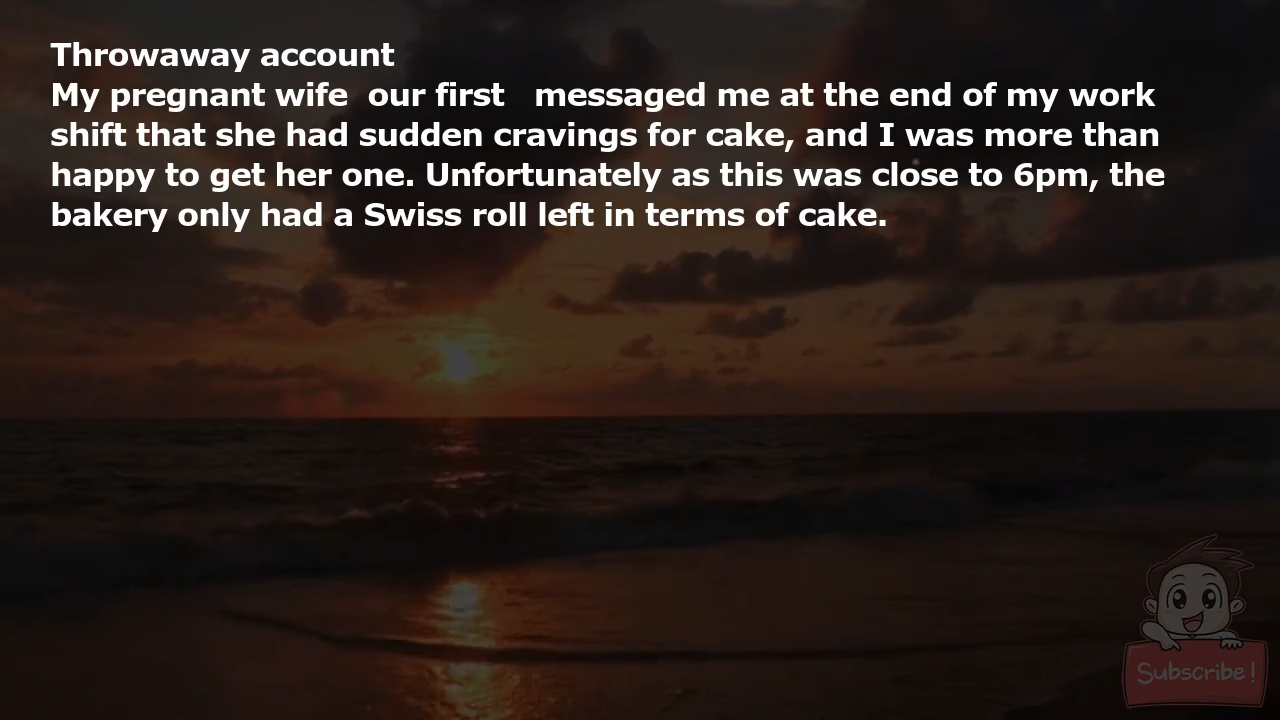 Throwaway account
My pregnant wife  our first   messaged me at the end of my work
shift that she had sudden cravings for cake, and I was more than
happy to get her one. Unfortunately as this was close to 6pm, the
bakery only had a Swiss roll left in terms of cake.
Subscribe!